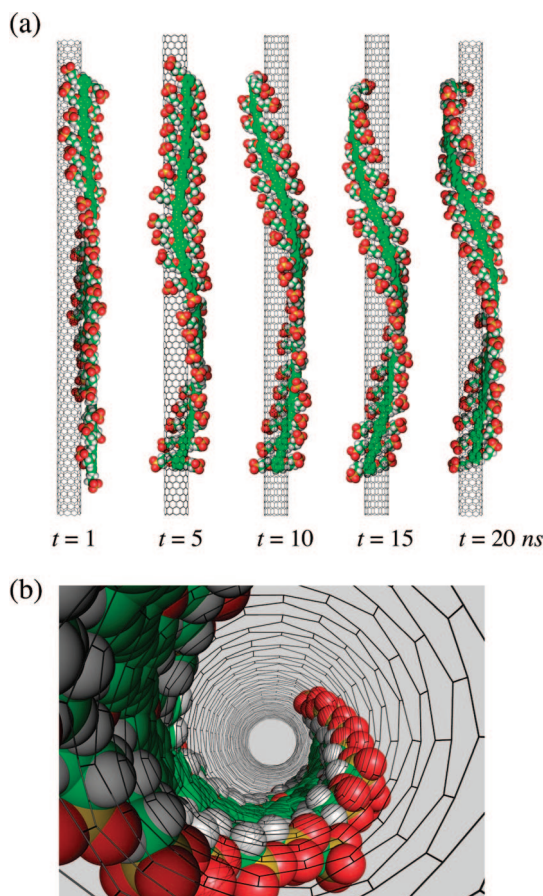 (a)
t = 1 t = 5 t = 10 t = 15 t = 20 ns
(b)